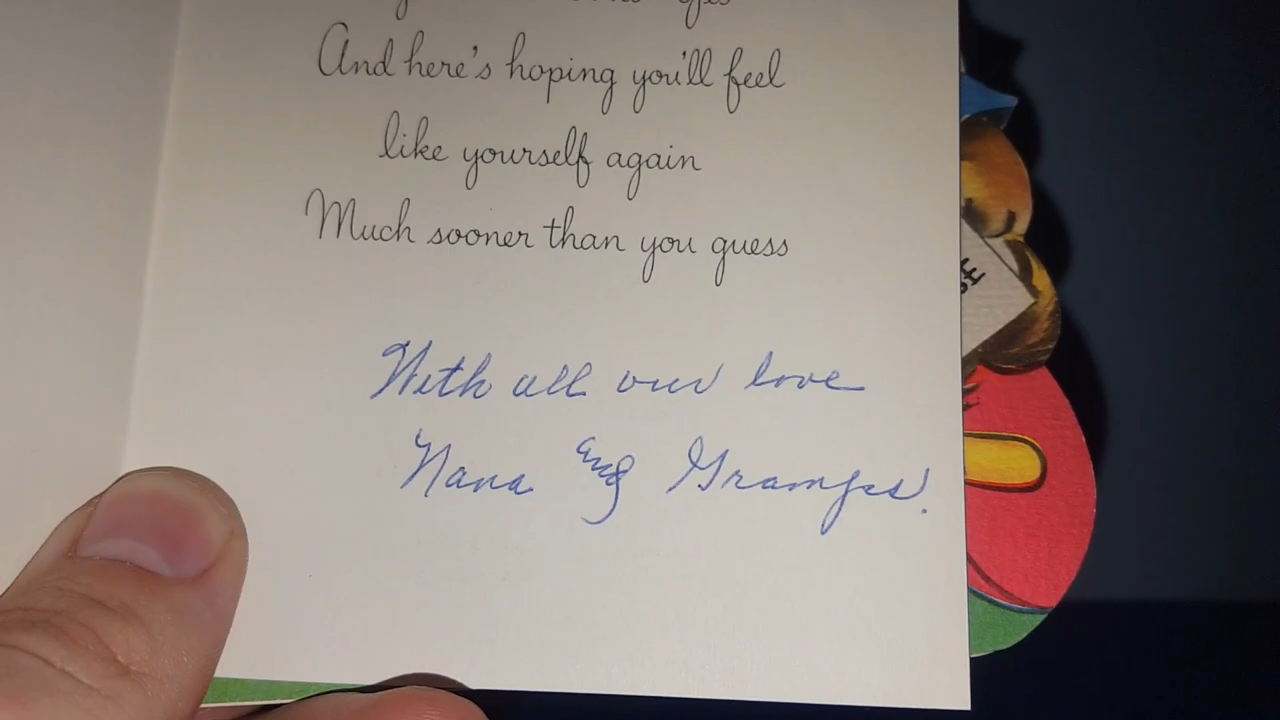 And here's hoping you'll feel
like yourself again
Much sooner than you guess
With all our love
Nana and Gramps.
SE